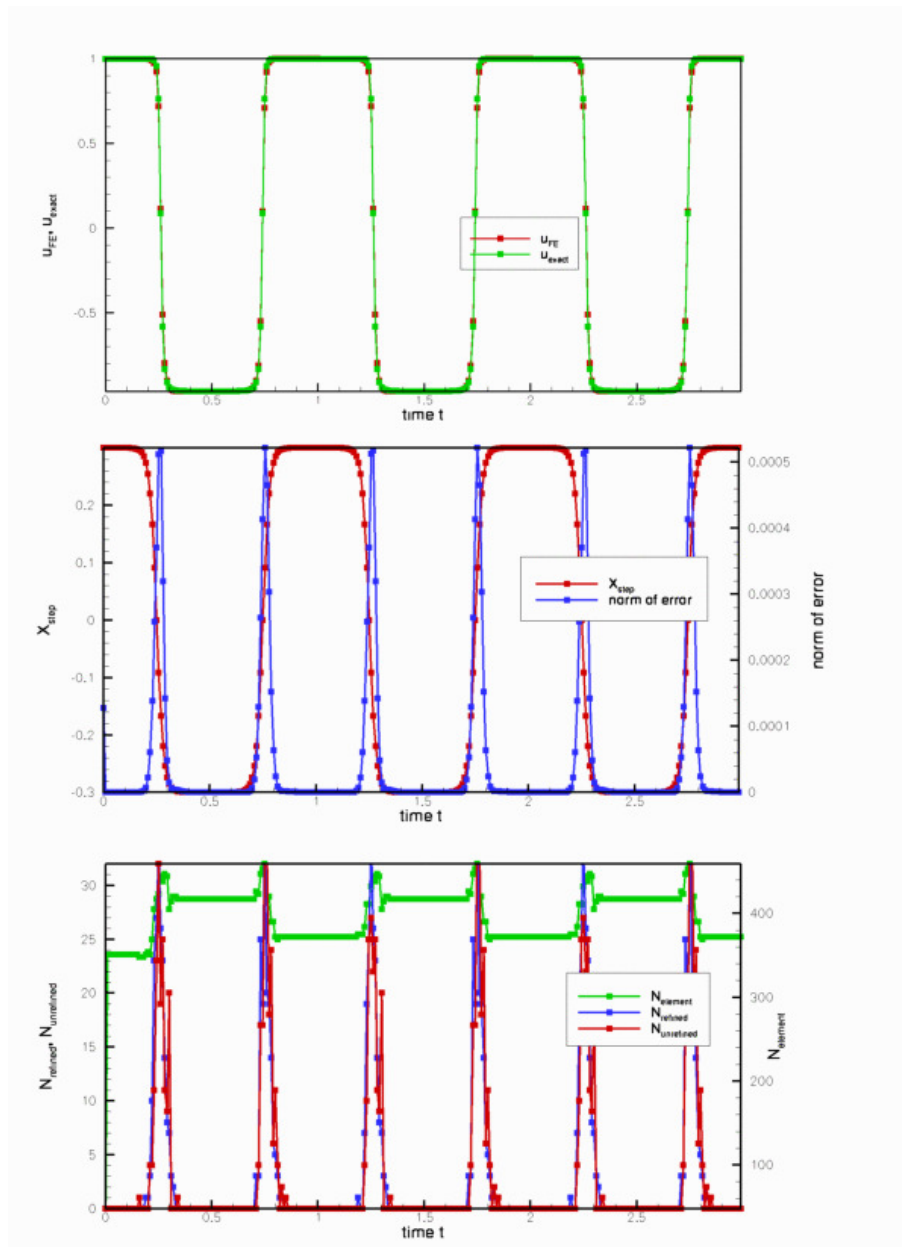 1
0.5
0
-0.5
u_FE, u_exact
u_FE
u_exact
0 0.5 1 1.5 2 2.5
time t
0.2
0.1
0
-0.1
-0.2
-0.3
X_step
X_step
norm of error
0.0005
0.0004
0.0003
0.0002
0.0001
0
norm of error
0 0.5 1 1.5 2 2.5
time t
30
25
20
15
10
5
0
N_refined, N_unrefined
N_element
N_refined
N_unrefined
400
300
200
100
N_element
0 0.5 1 1.5 2 2.5
time t